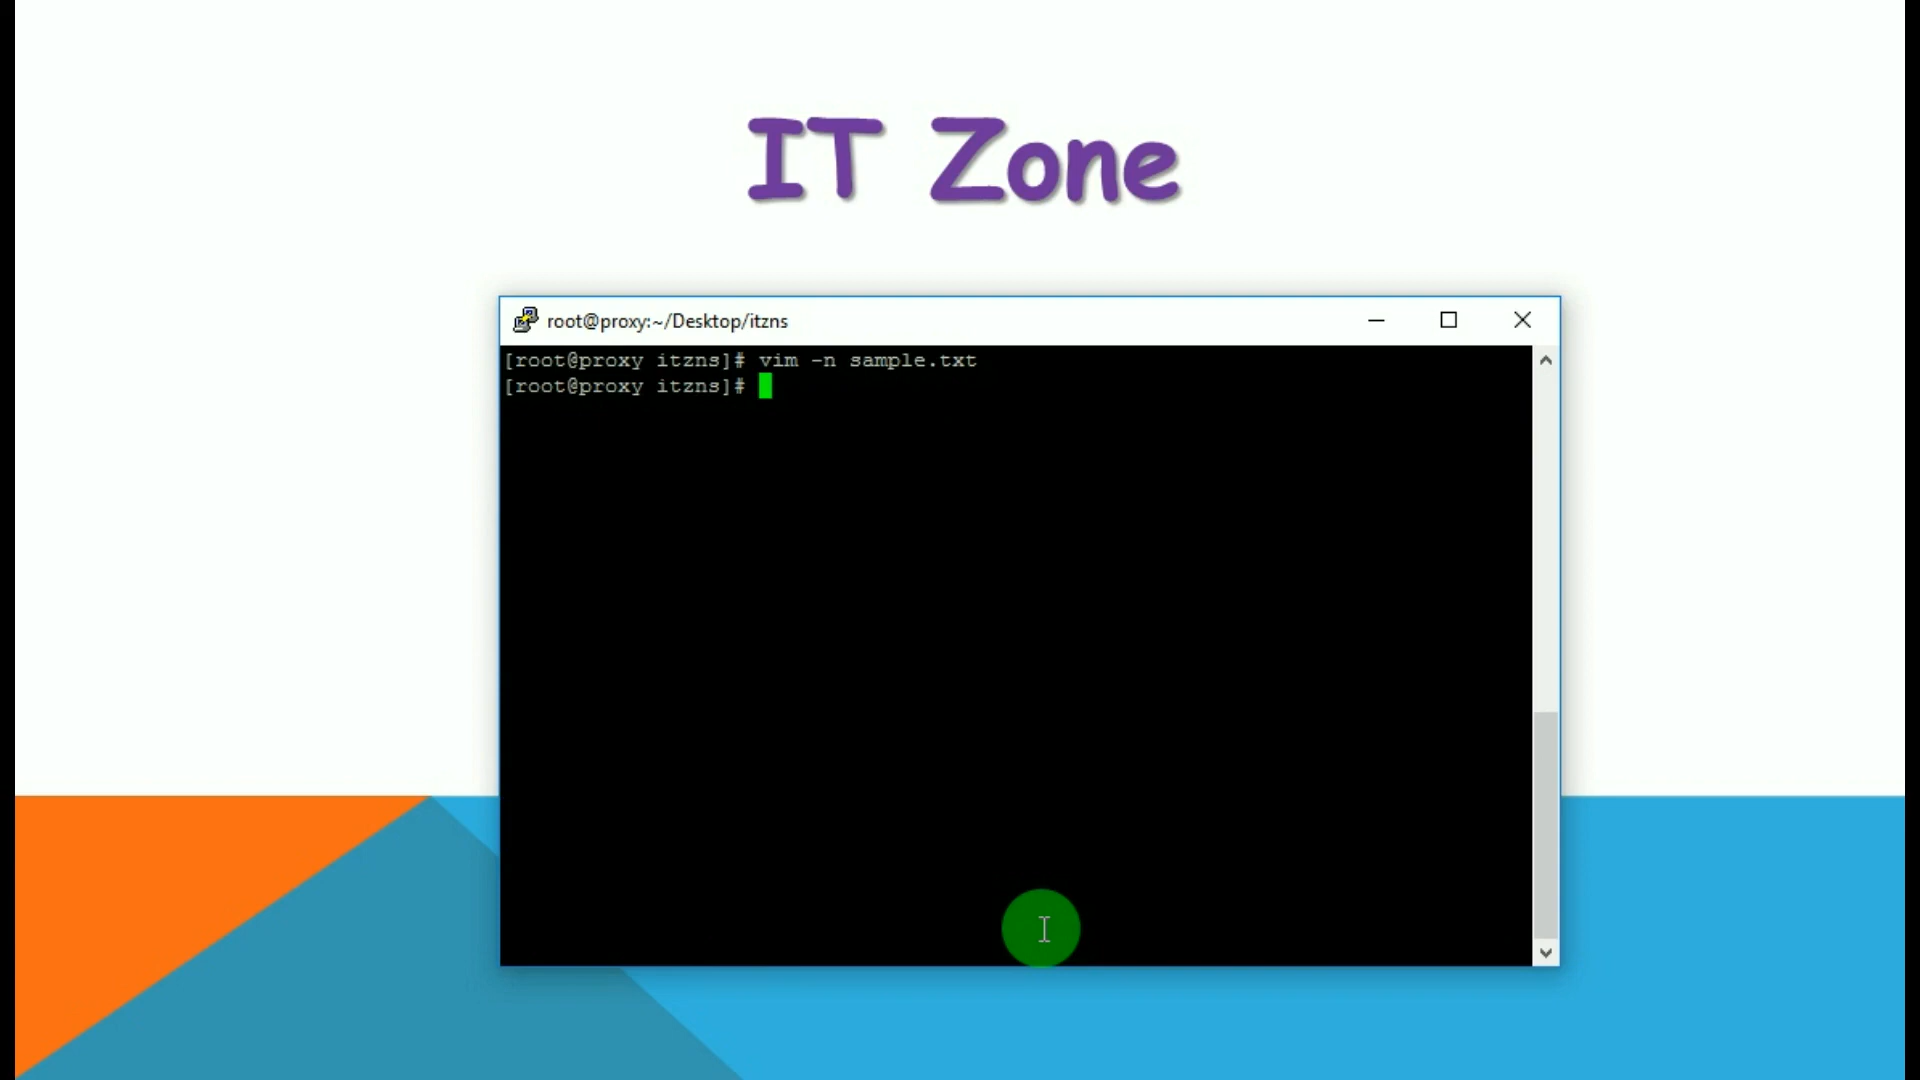 IT Zone
root@proxy:~/Desktop/itzns
[root@proxy itzns]# vim -n sample.txt
[root@proxy itzns]#